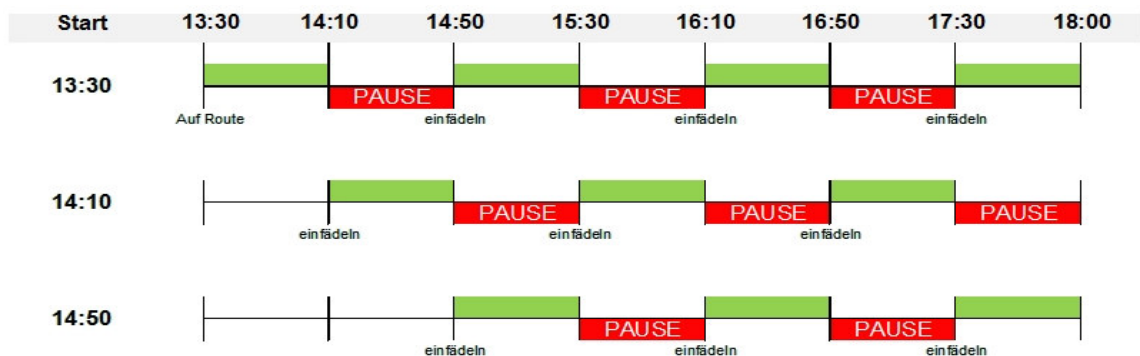 Start 13:30 14:10 14:50 15:30 16:10 16:50 17:30 18:00
13:30
PAUSE PAUSE PAUSE
Auf Route einfädeln einfädeln einfädeln
14:10
PAUSE PAUSE PAUSE
einfädeln einfädeln einfädeln
14:50
PAUSE PAUSE
einfädeln einfädeln einfädeln